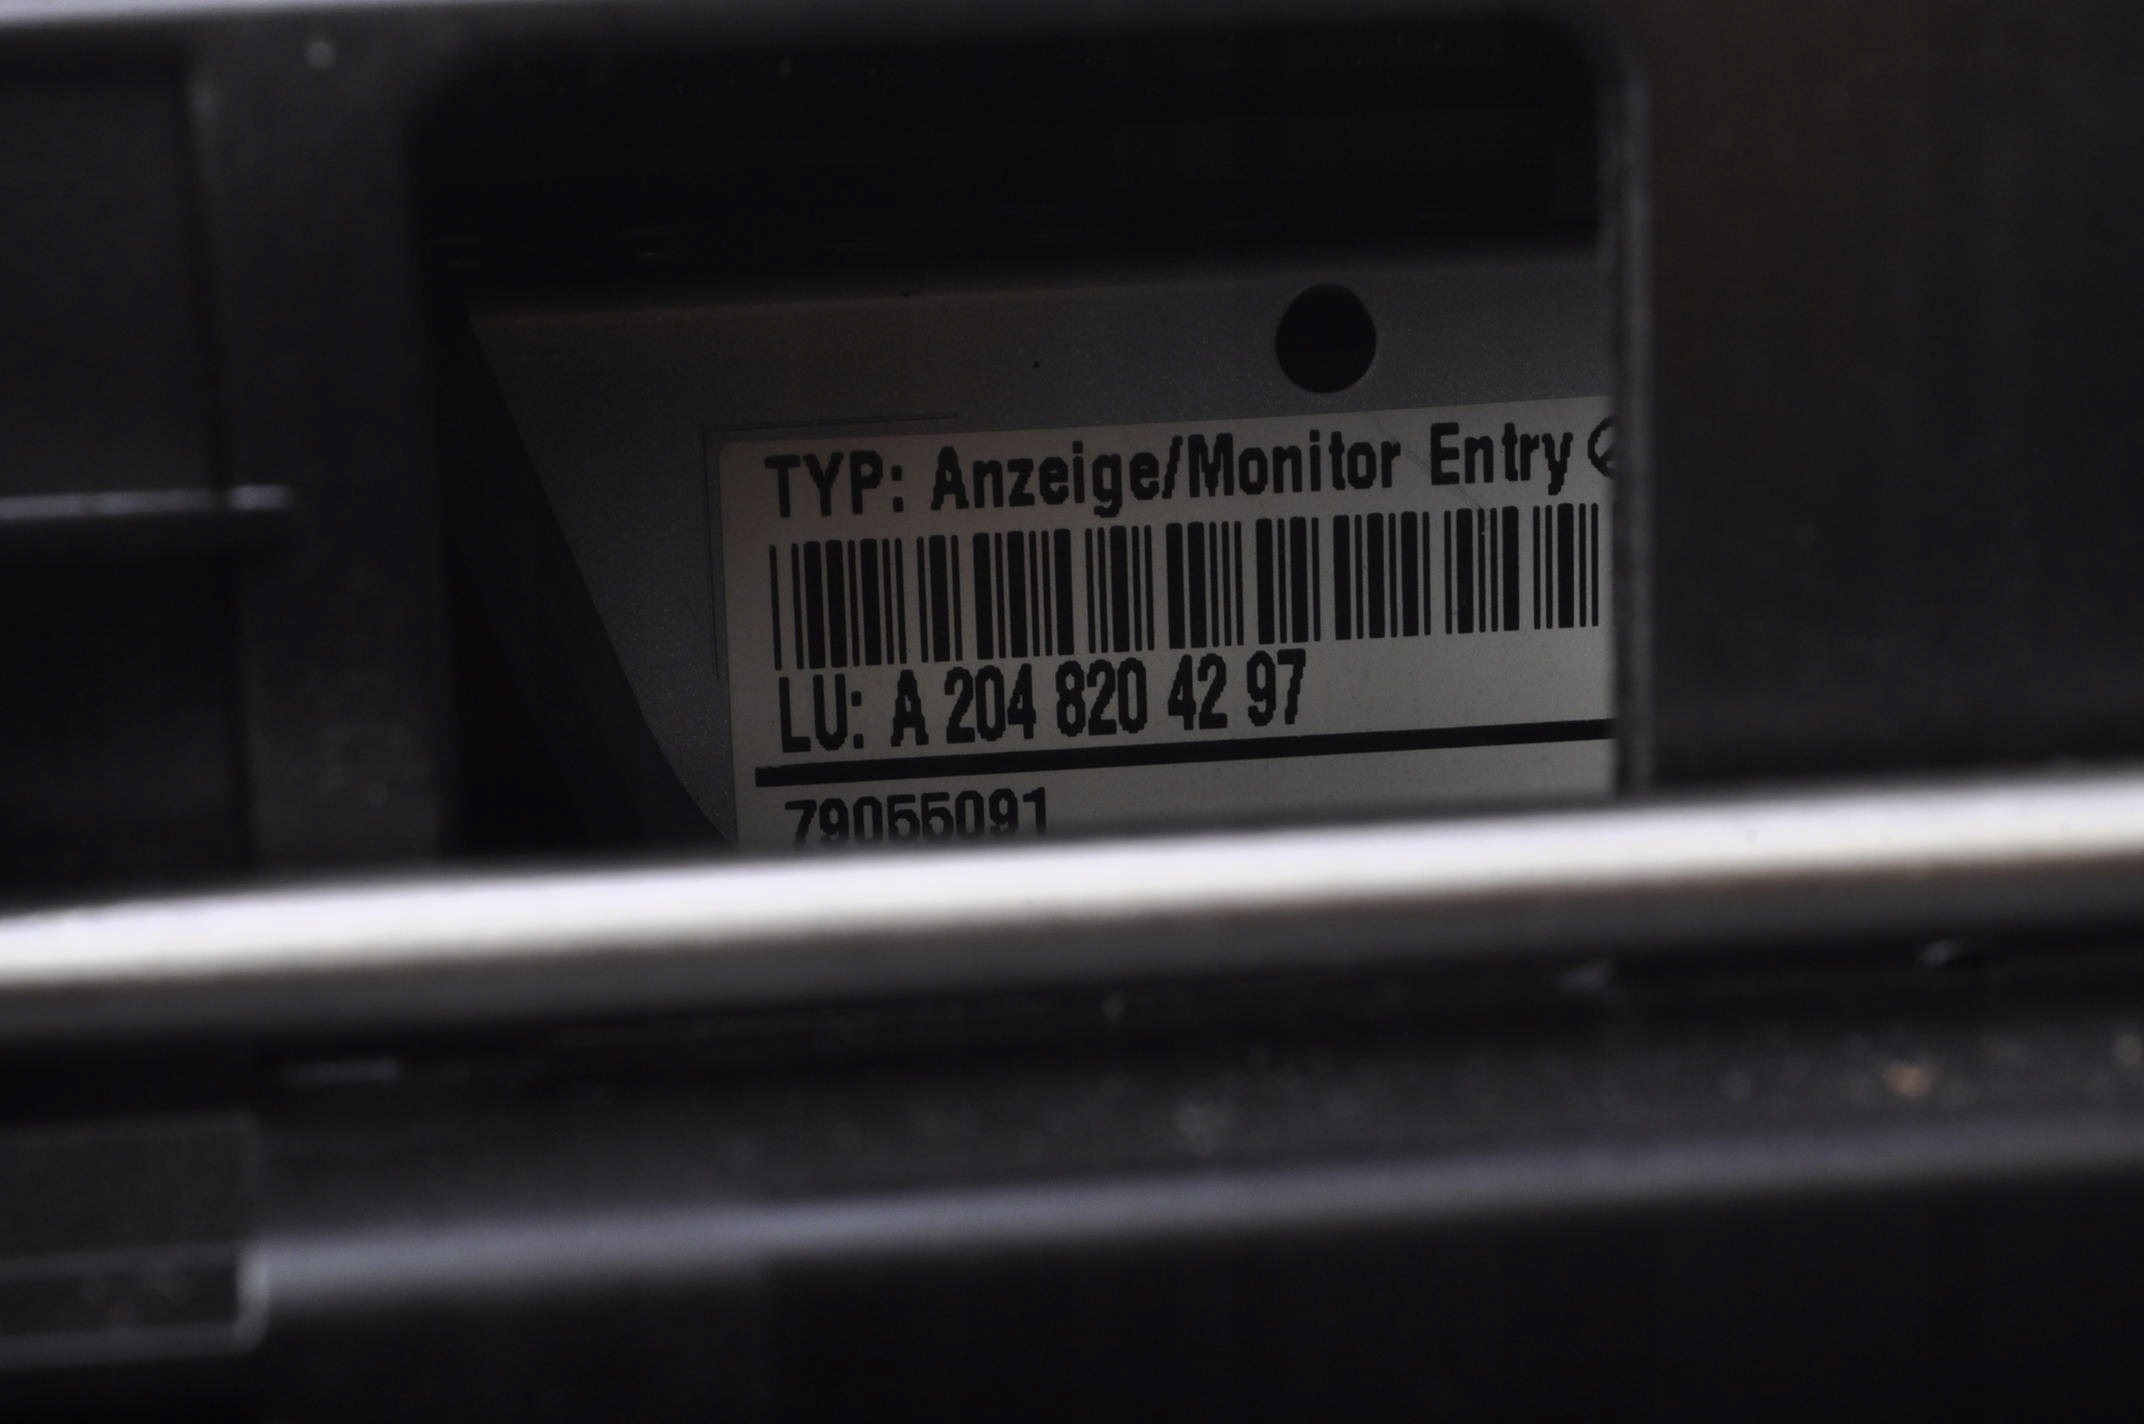 TYP: Anzeige/Monitor Entry
LU: A 204 820 42 97
79055091